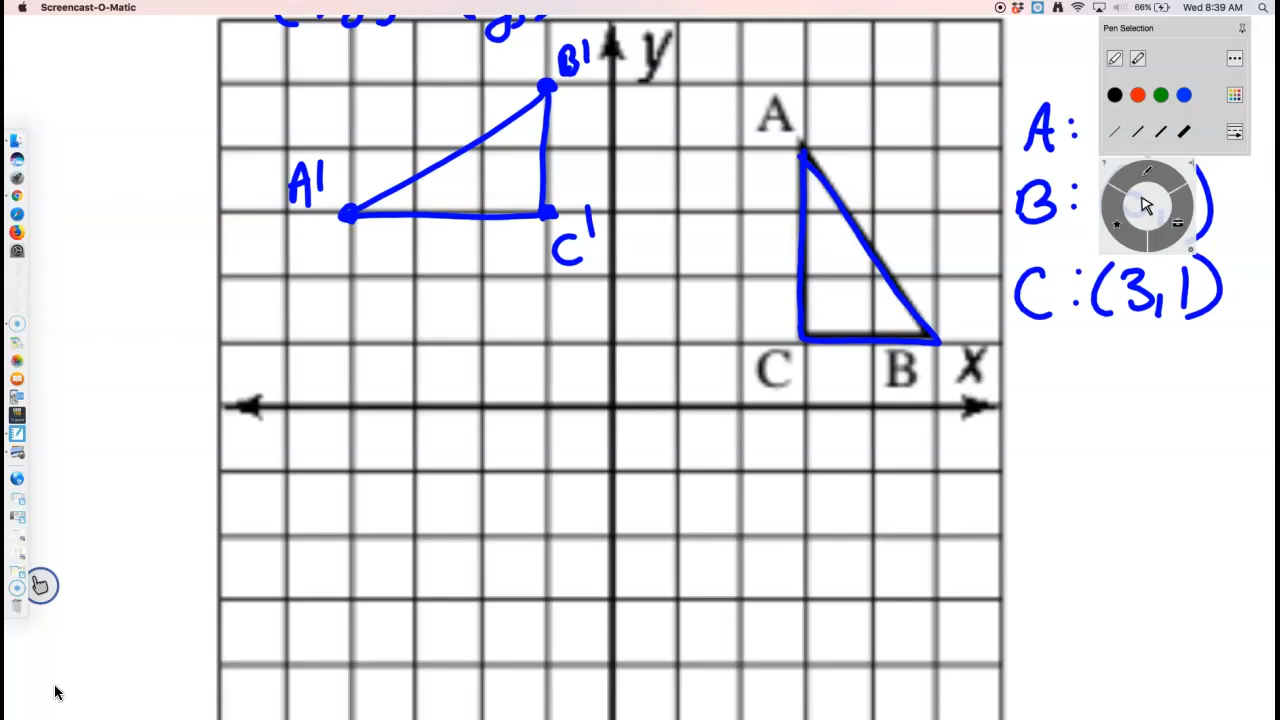 Screencast-O-Matic
66%
Wed 8:39 AM
Pen Selection
B'
y
A
A:
A'
B:
)
C'
C:(3,1)
C
B
x